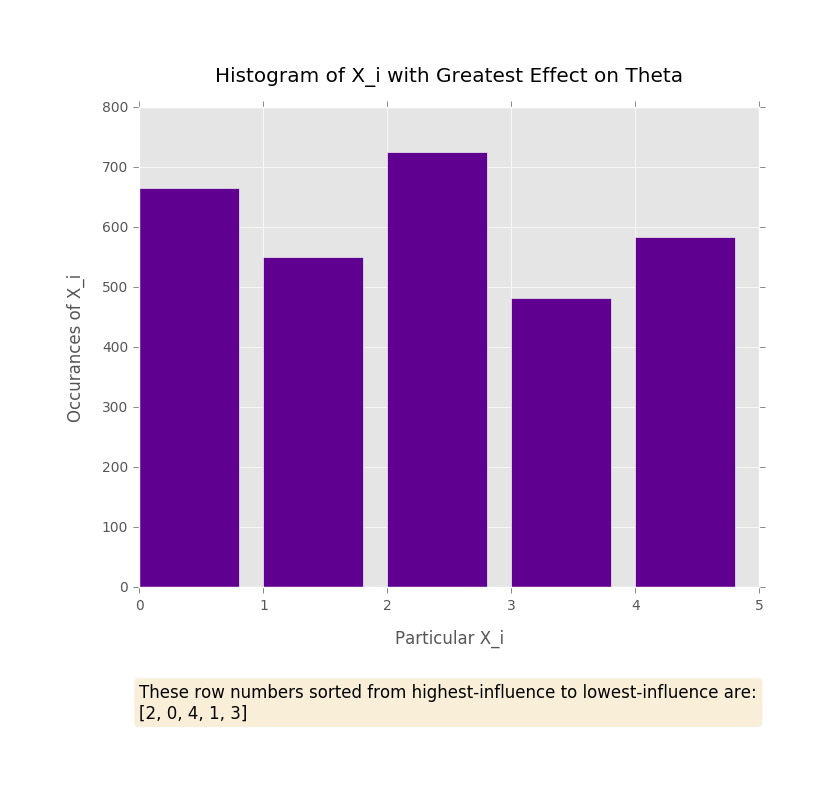 Histogram of X_i with Greatest Effect on Theta
800
700
600
500
400
300
200
100
0
Occurances of X_i
0 1 2 3 4 5
Particular X_i
These row numbers sorted from highest-influence to lowest-influence are:
[2, 0, 4, 1, 3]